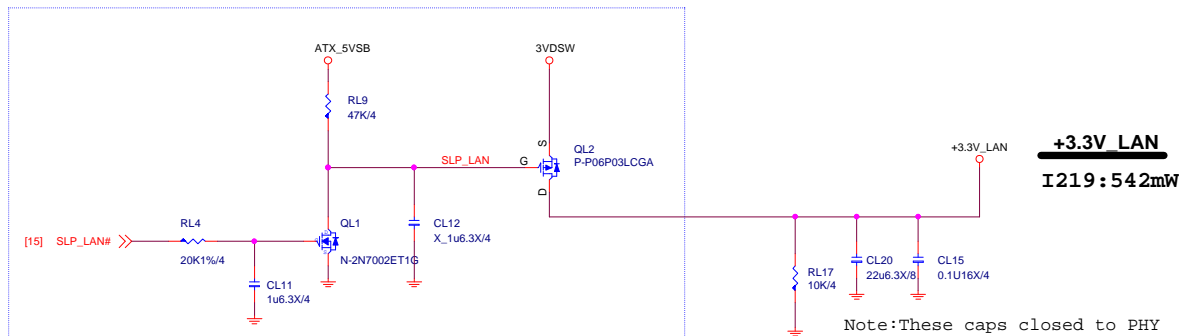 ATX_5VSB
3VDSW
RL9
47K/4
S
QL2
P-P06P03LCGA
SLP_LAN
G
D
+3.3V_LAN
+3.3V_LAN
I219:542mW
RL4
QL1
CL12
X_1u6.3X/4
[15] SLP_LAN#
20K1%/4
N-2N7002ET1G
CL11
1u6.3X/4
RL17
10K/4
CL20
22u6.3X/8
CL15
0.1U16X/4
Note:These caps closed to PHY